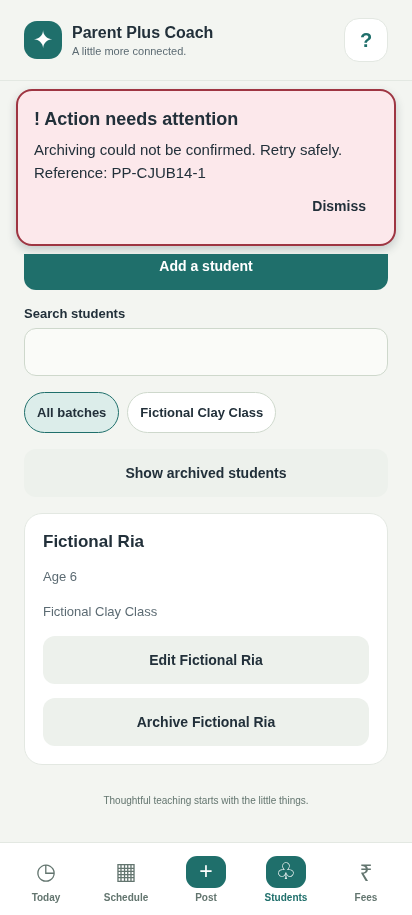 Parent Plus Coach
A little more connected.
?
! Action needs attention
Archiving could not be confirmed. Retry safely.
Reference: PP-CJUB14-1
Dismiss
Add a student
Search students
All batches
Fictional Clay Class
Show archived students
Fictional Ria
Age 6
Fictional Clay Class
Edit Fictional Ria
Archive Fictional Ria
Thoughtful teaching starts with the little things.
+
₹
Today
Schedule
Post
Students
Fees